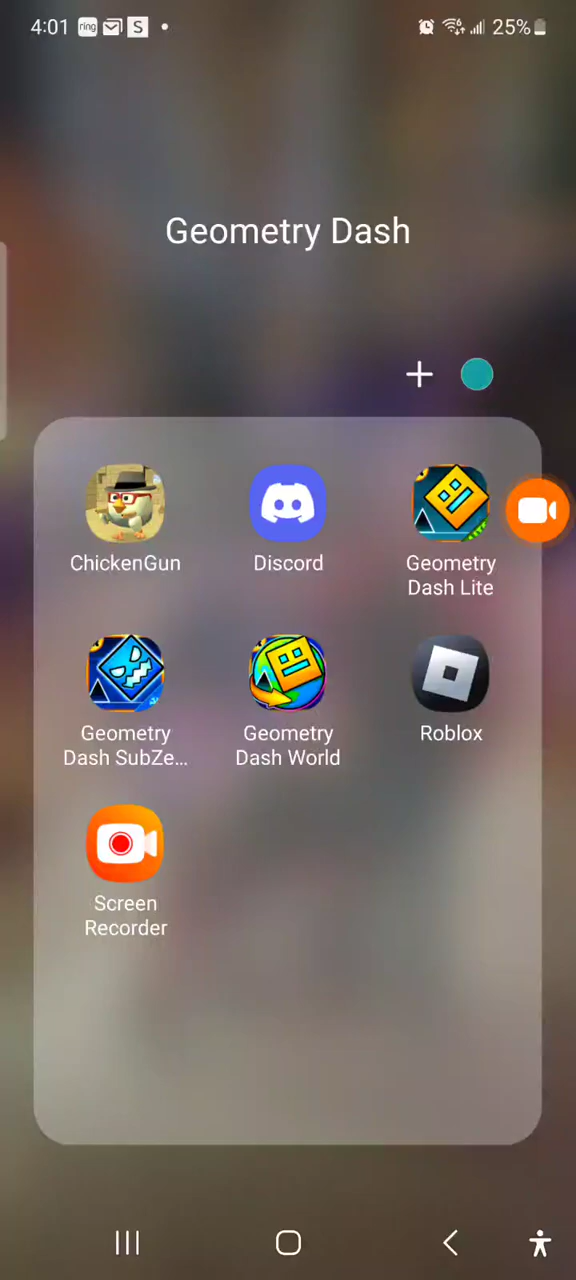 4:01 ring S 25%
Geometry Dash
ChickenGun
Discord
Geometry
Dash Lite
Geometry
Dash SubZe...
Geometry
Dash World
Roblox
Screen
Recorder